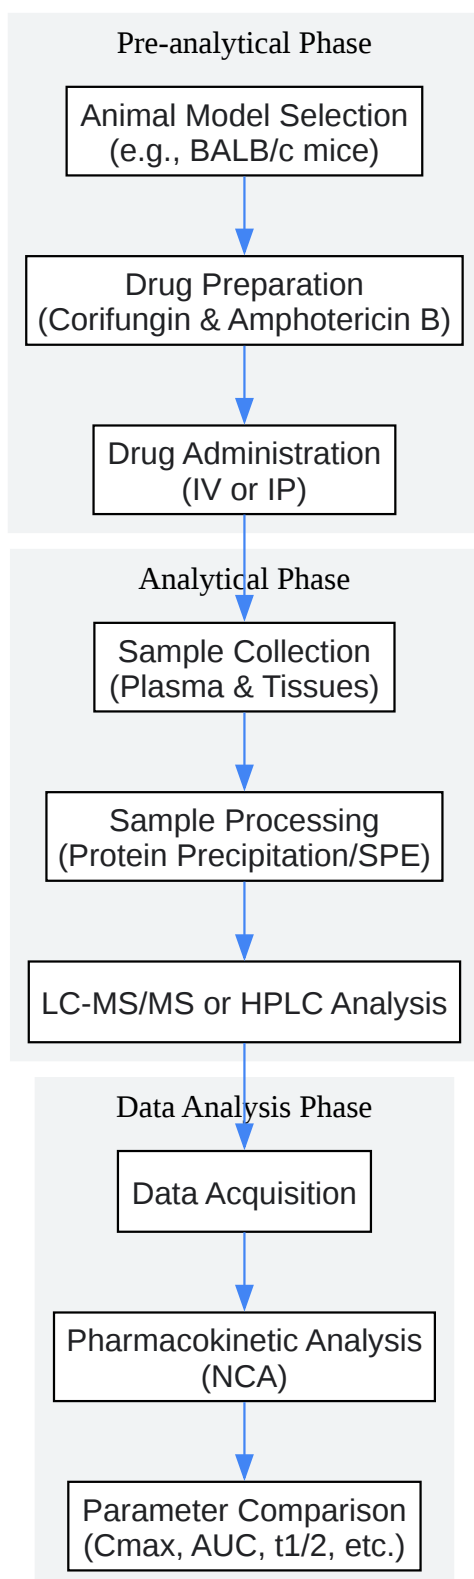 Pre-analytical Phase
Animal Model Selection
(e.g., BALB/c mice)
Drug Preparation
(Corifungin & Amphotericin B)
Drug Administration
(IV or IP)
Analytical Phase
Sample Collection
(Plasma & Tissues)
Sample Processing
(Protein Precipitation/SPE)
LC-MS/MS or HPLC Analysis
Data Analysis Phase
Data Acquisition
Pharmacokinetic Analysis
(NCA)
Parameter Comparison
(Cmax, AUC, t1/2, etc.)